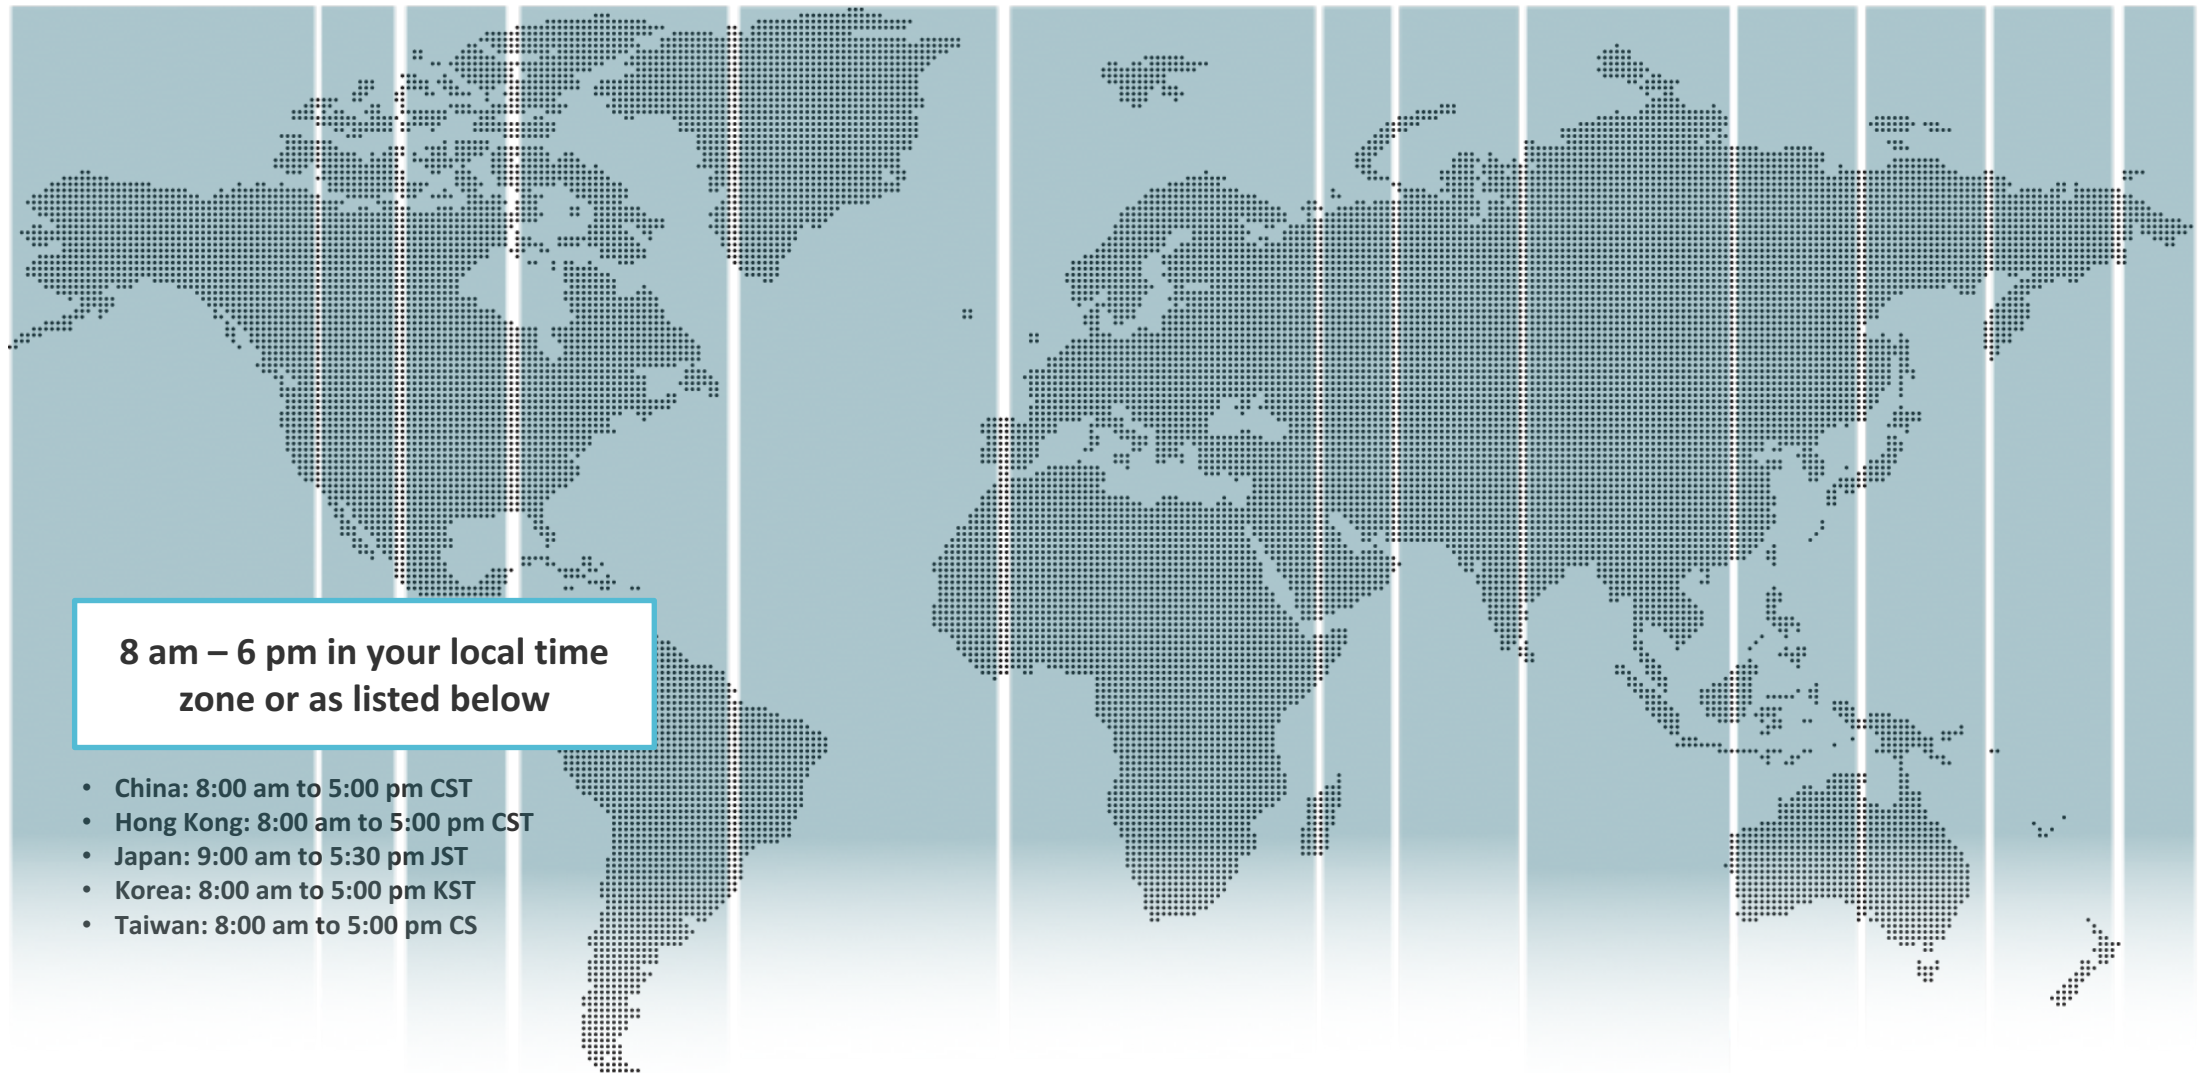 8 am – 6 pm in your local time
zone or as listed below
• China: 8:00 am to 5:00 pm CST
• Hong Kong: 8:00 am to 5:00 pm CST
• Japan: 9:00 am to 5:30 pm JST
• Korea: 8:00 am to 5:00 pm KST
• Taiwan: 8:00 am to 5:00 pm CS